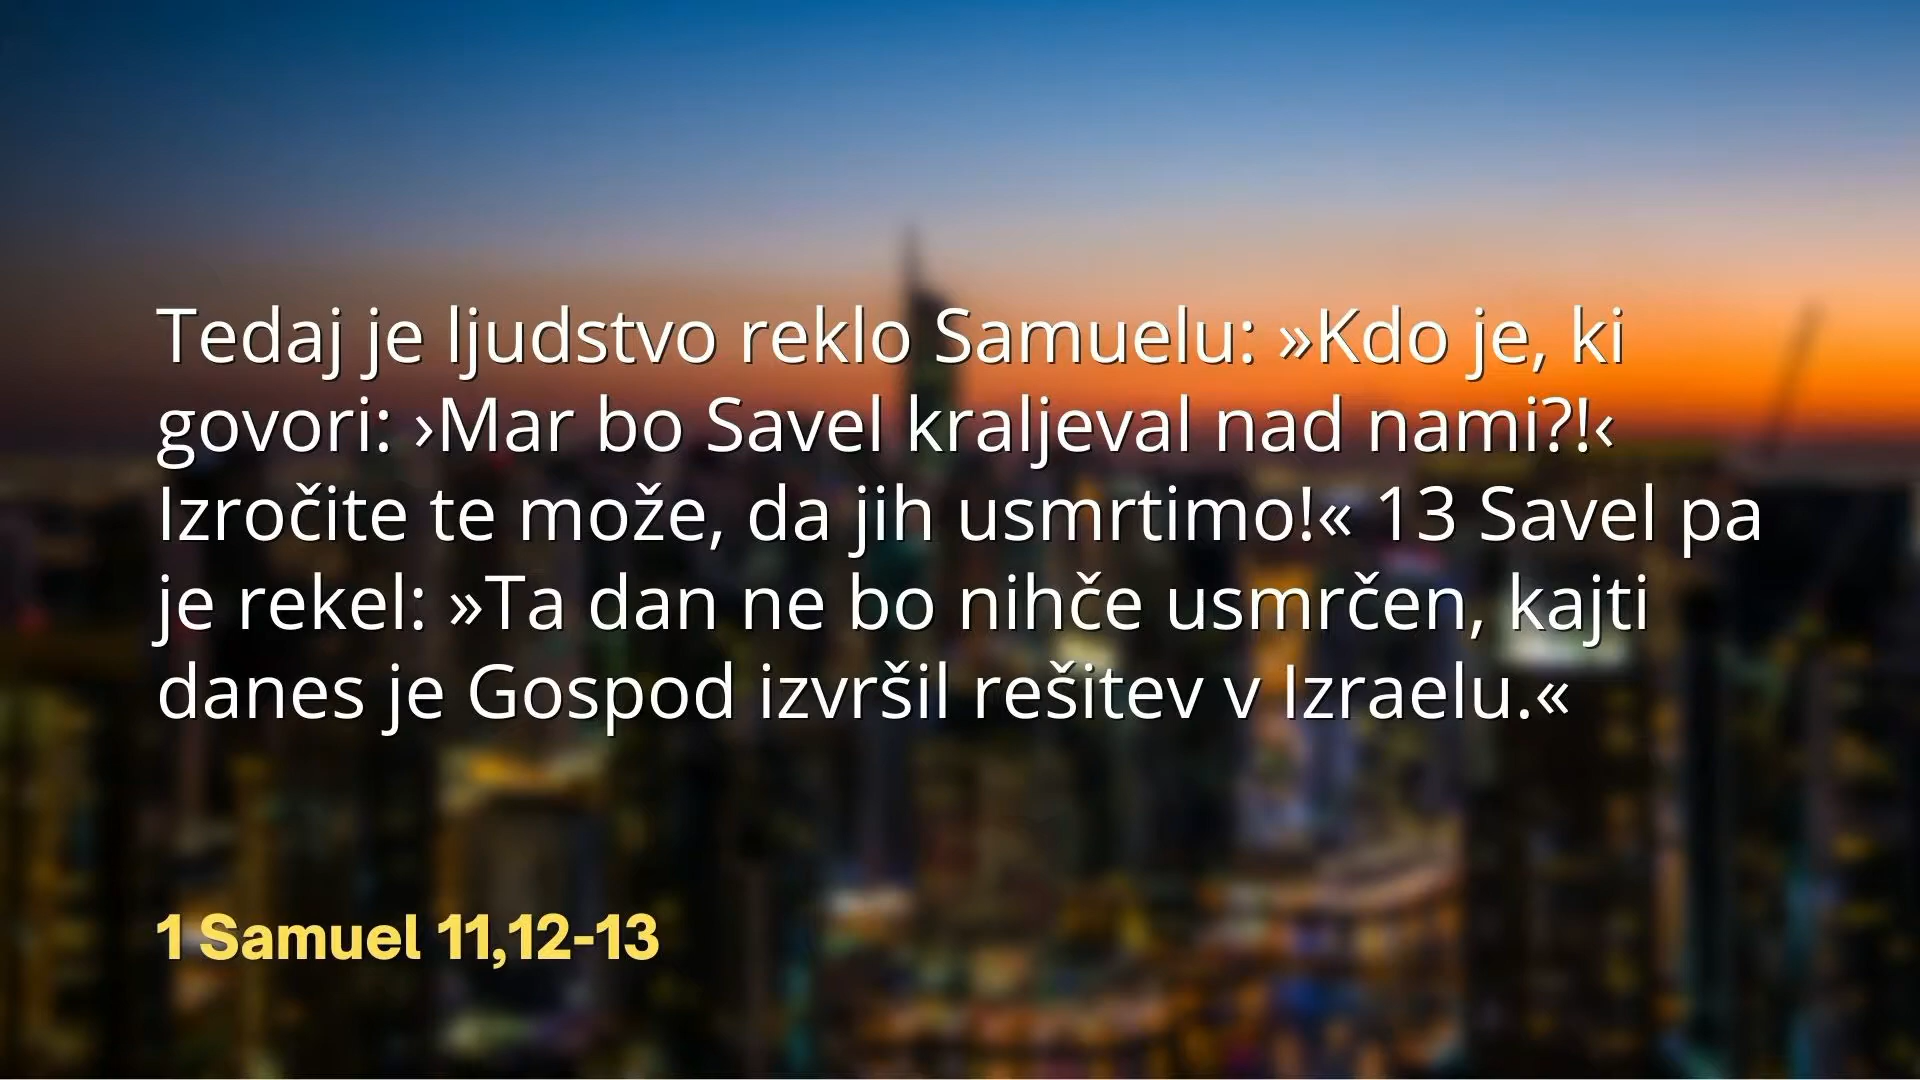 Tedaj je ljudstvo reklo Samuelu: »Kdo je, ki
govori: ›Mar bo Savel kraljeval nad nami?!‹
Izročite te može, da jih usmrtimo!« 13 Savel pa
je rekel: »Ta dan ne bo nihče usmrčen, kajti
danes je Gospod izvršil rešitev v Izraelu.«
1 Samuel 11,12-13